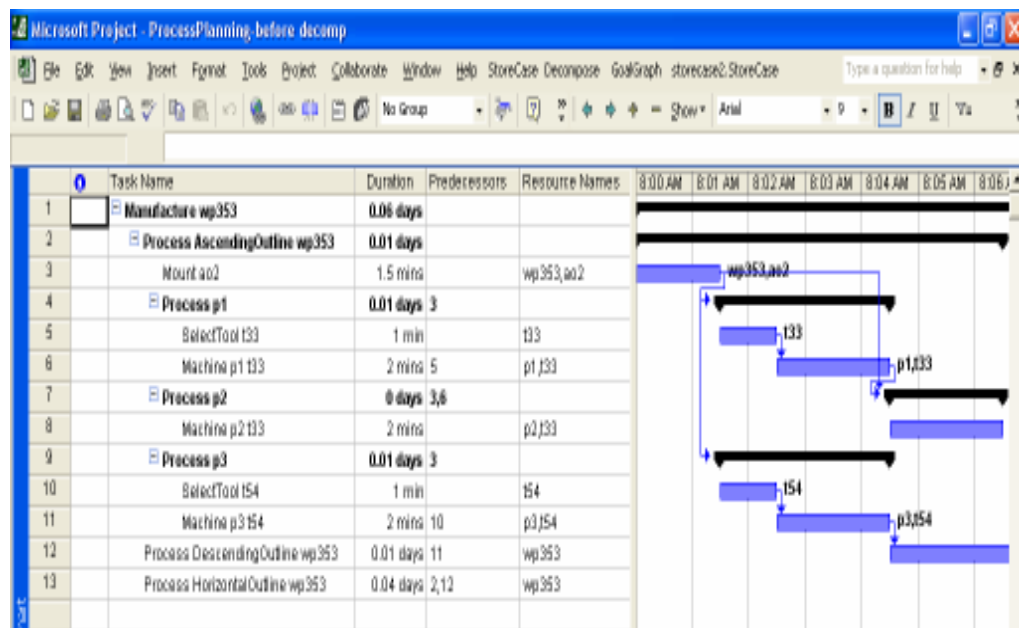 Microsoft Project - ProcessPlanning-before decomp
File Edit View Insert Format Tools Project Collaborate Window Help StoreCase Decompose GoalGraph storecase2.StoreCase Type a question for help
No Group Show Arial 9 B I U
Task Name Duration Predecessors Resource Names 8:00 AM 8:01 AM 8:02 AM 8:03 AM 8:04 AM 8:05 AM 8:06
1 Manufacture wp353 0.06 days
2 Process AscendingOutline wp353 0.01 days
3 Mount ao2 1.5 mins wp353,ao2 wp353,ao2
4 Process p1 0.01 days 3
5 SelectTool t33 1 min t33 t33
6 Machine p1 t33 2 mins 5 p1,t33 p1,t33
7 Process p2 0 days 3,6
8 Machine p2 t33 2 mins p2,t33
9 Process p3 0.01 days 3
10 SelectTool t54 1 min t54 t54
11 Machine p3 t54 2 mins 10 p3,t54 p3,t54
12 Process DescendingOutline wp353 0.01 days 11 wp353
13 Process HorizontalOutline wp353 0.04 days 2,12 wp353